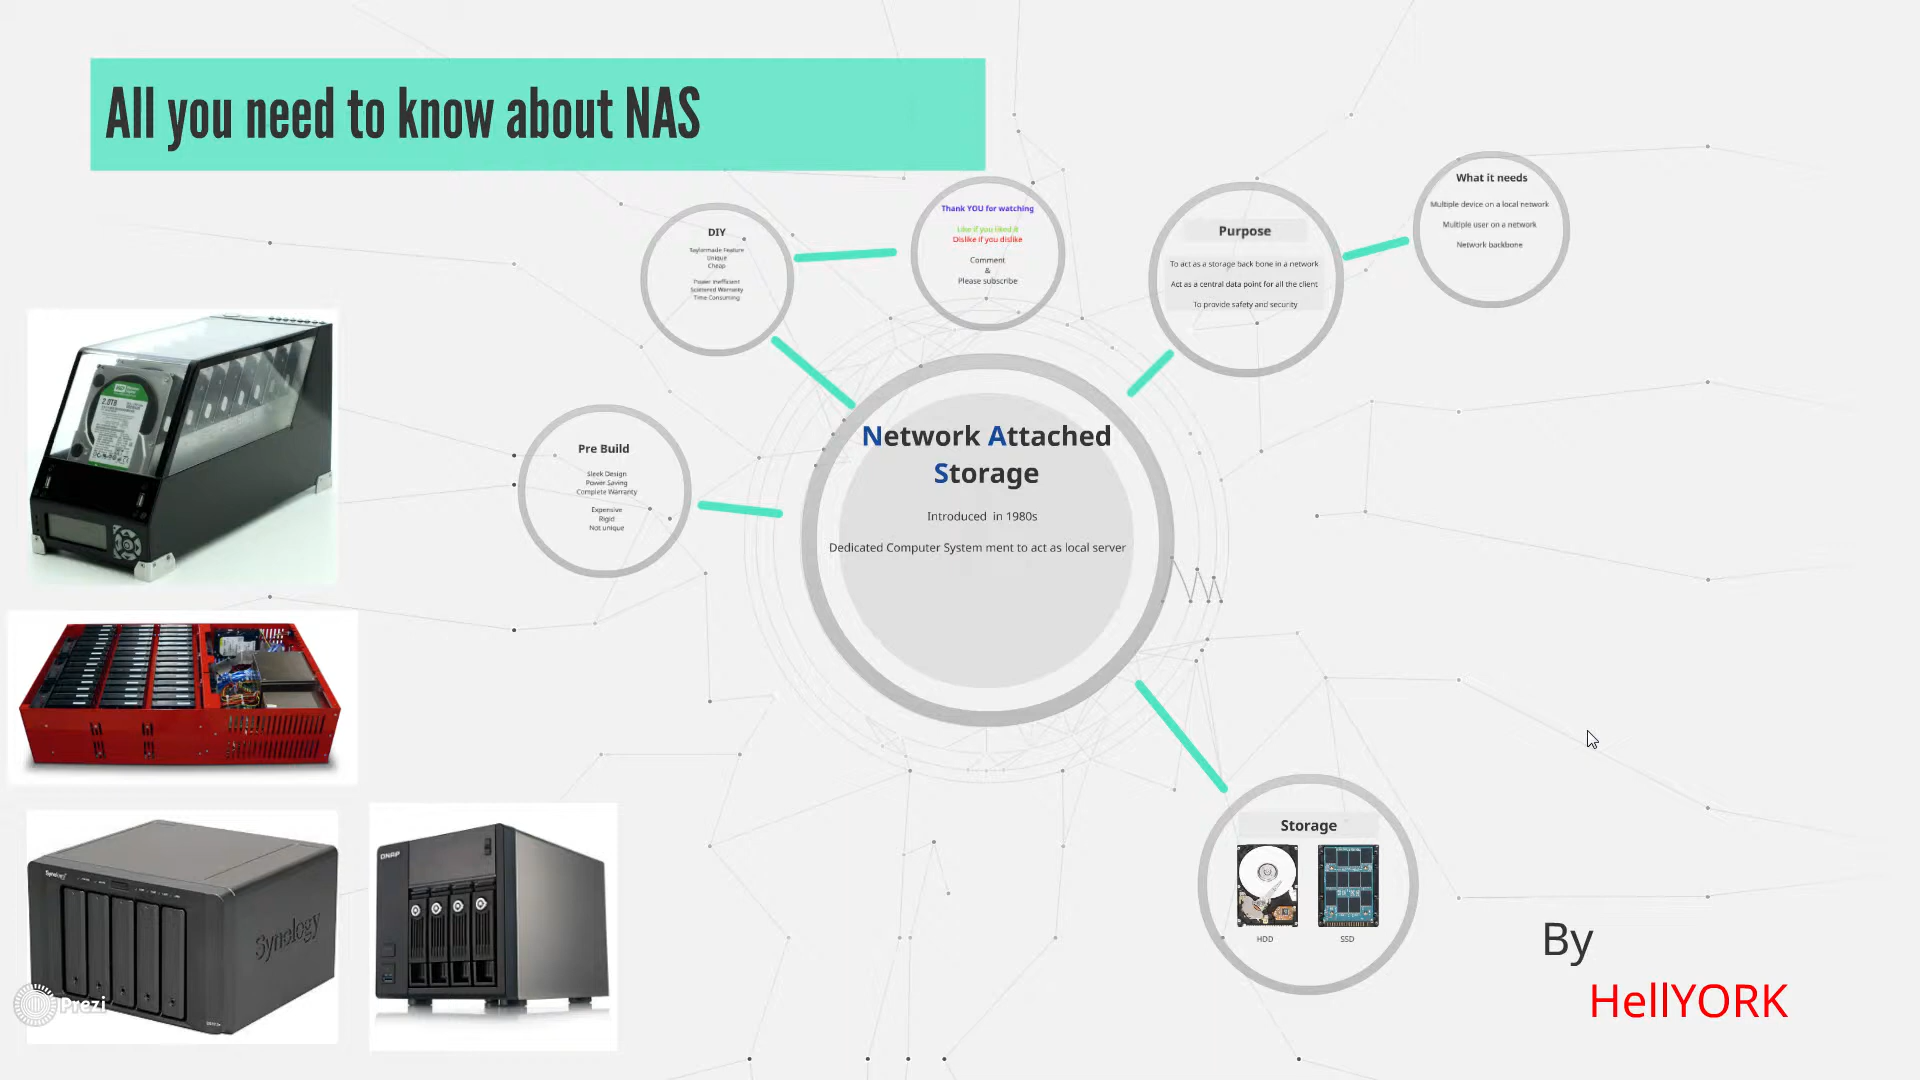 All you need to know about NAS
What it needs
Multiple device on a local network
Multiple user on a network
Network backbone
Thank YOU for watching
Like if you liked it
Dislike if you dislike
Comment
&
Please subscribe
Purpose
To act as a storage back bone in a network
Act as a central data point for all the client
To provide safety and security
DIY
Taylormade Feature
Unique
Cheap
Power Inefficient
Scattered Warranty
Time Consuming
Pre Build
Sleek Design
Power Saving
Complete Warranty
Expensive
Rigid
Not unique
Network Attached
Storage
Introduced in 1980s
Dedicated Computer System ment to act as local server
2.0TB
Storage
HDD
SSD
Synology
Synology
QNAP
Prezi
By
HellYORK